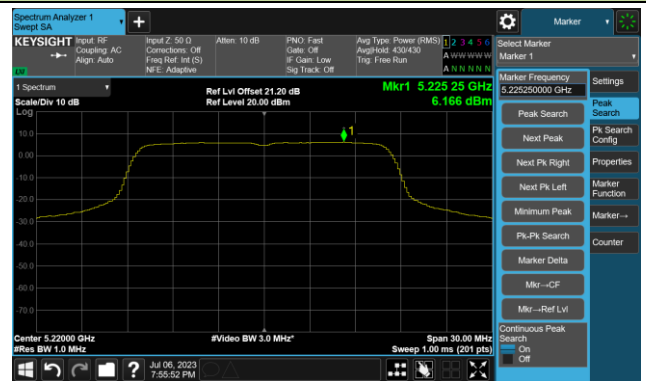 Spectrum Analyzer 1
Swept SA
+
Marker
KEYSIGHT
Input: RF
Coupling: AC
Align: Auto
Input Z: 50 Ω
Corrections: Off
Freq Ref: Int (S)
NFE: Adaptive
Atten: 10 dB
PNO: Fast
Gate: Off
IF Gain: Low
Sig Track: Off
Avg Type: Power (RMS)
Avg|Hold: 430/430
Trig: Free Run
1 2 3 4 5 6
A W W W W W
A N N N N N
Select Marker
Marker 1
1 Spectrum
Scale/Div 10 dB
Log
Ref Lvl Offset 21.20 dB
Ref Level 20.00 dBm
Mkr1 5.225 25 GHz
6.166 dBm
10.0
0.00
-10.0
-20.0
-30.0
-40.0
-50.0
-60.0
-70.0
1
Center 5.22000 GHz
#Res BW 1.0 MHz
#Video BW 3.0 MHz*
Span 30.00 MHz
Sweep 1.00 ms (201 pts)
Marker Frequency
5.225250000 GHz
Peak Search
Next Peak
Next Pk Right
Next Pk Left
Minimum Peak
Pk-Pk Search
Marker Delta
Mkr→CF
Mkr→Ref Lvl
Continuous Peak
Search
On
Off
Settings
Peak
Search
Pk Search
Config
Properties
Marker
Function
Marker→
Counter
?
Jul 06, 2023
7:55:52 PM